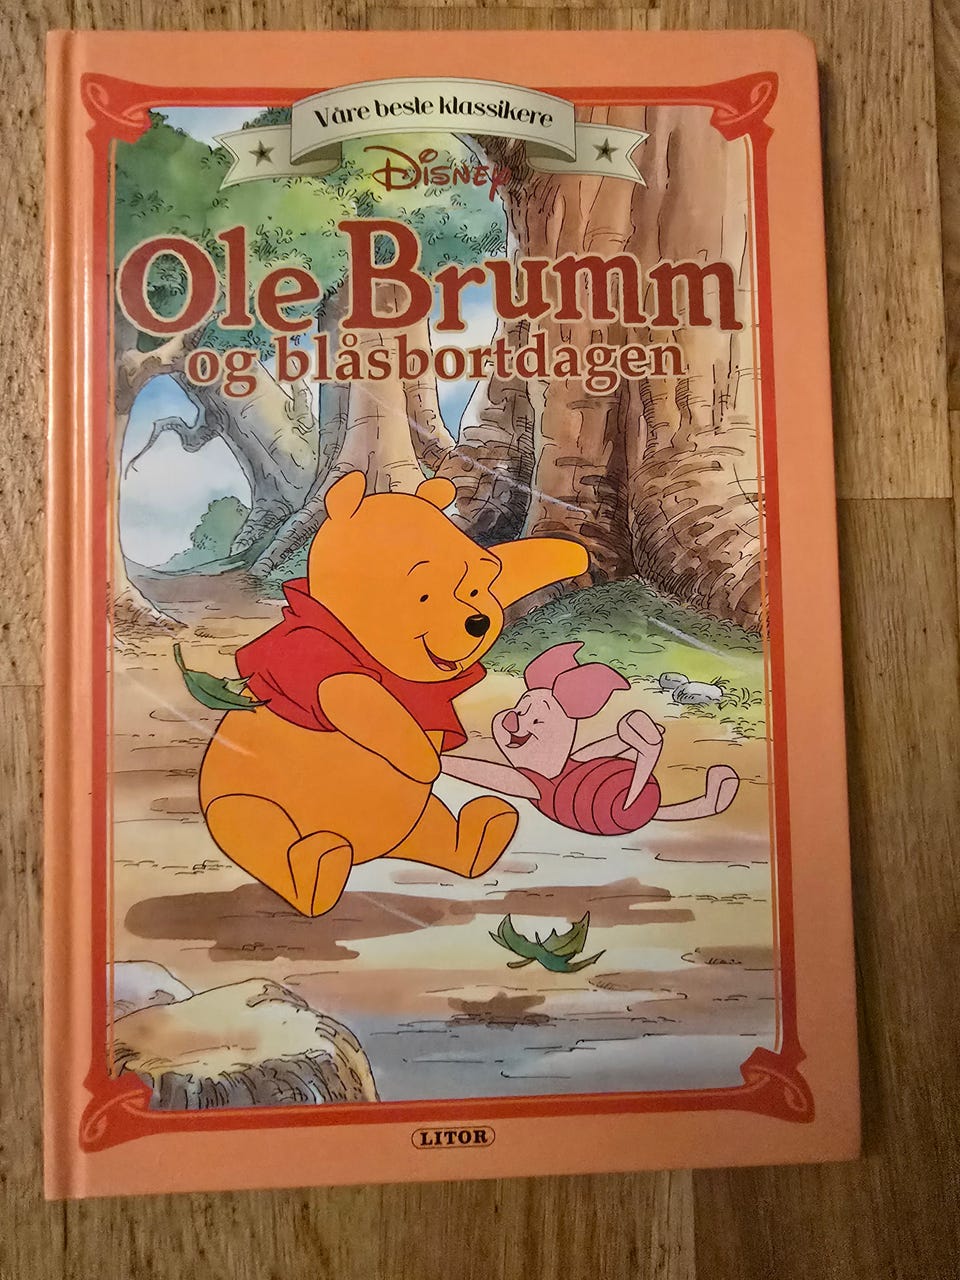 Våre beste klassikere
Disney
Ole Brumm
og blåsbortdagen
LITOR